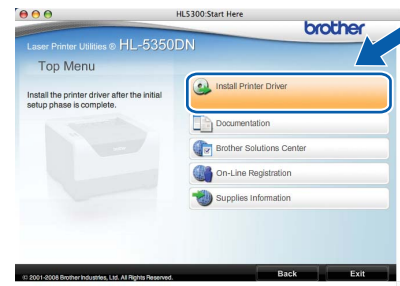 HL5300:Start Here
brother
Laser Printer Utilities ® HL-5350DN
Top Menu
Install the printer driver after the initial
setup phase is complete.
Install Printer Driver
Documentation
Brother Solutions Center
On-Line Registration
Supplies Information
© 2001-2008 Brother Industries, Ltd. All Rights Reserved.
Back
Exit